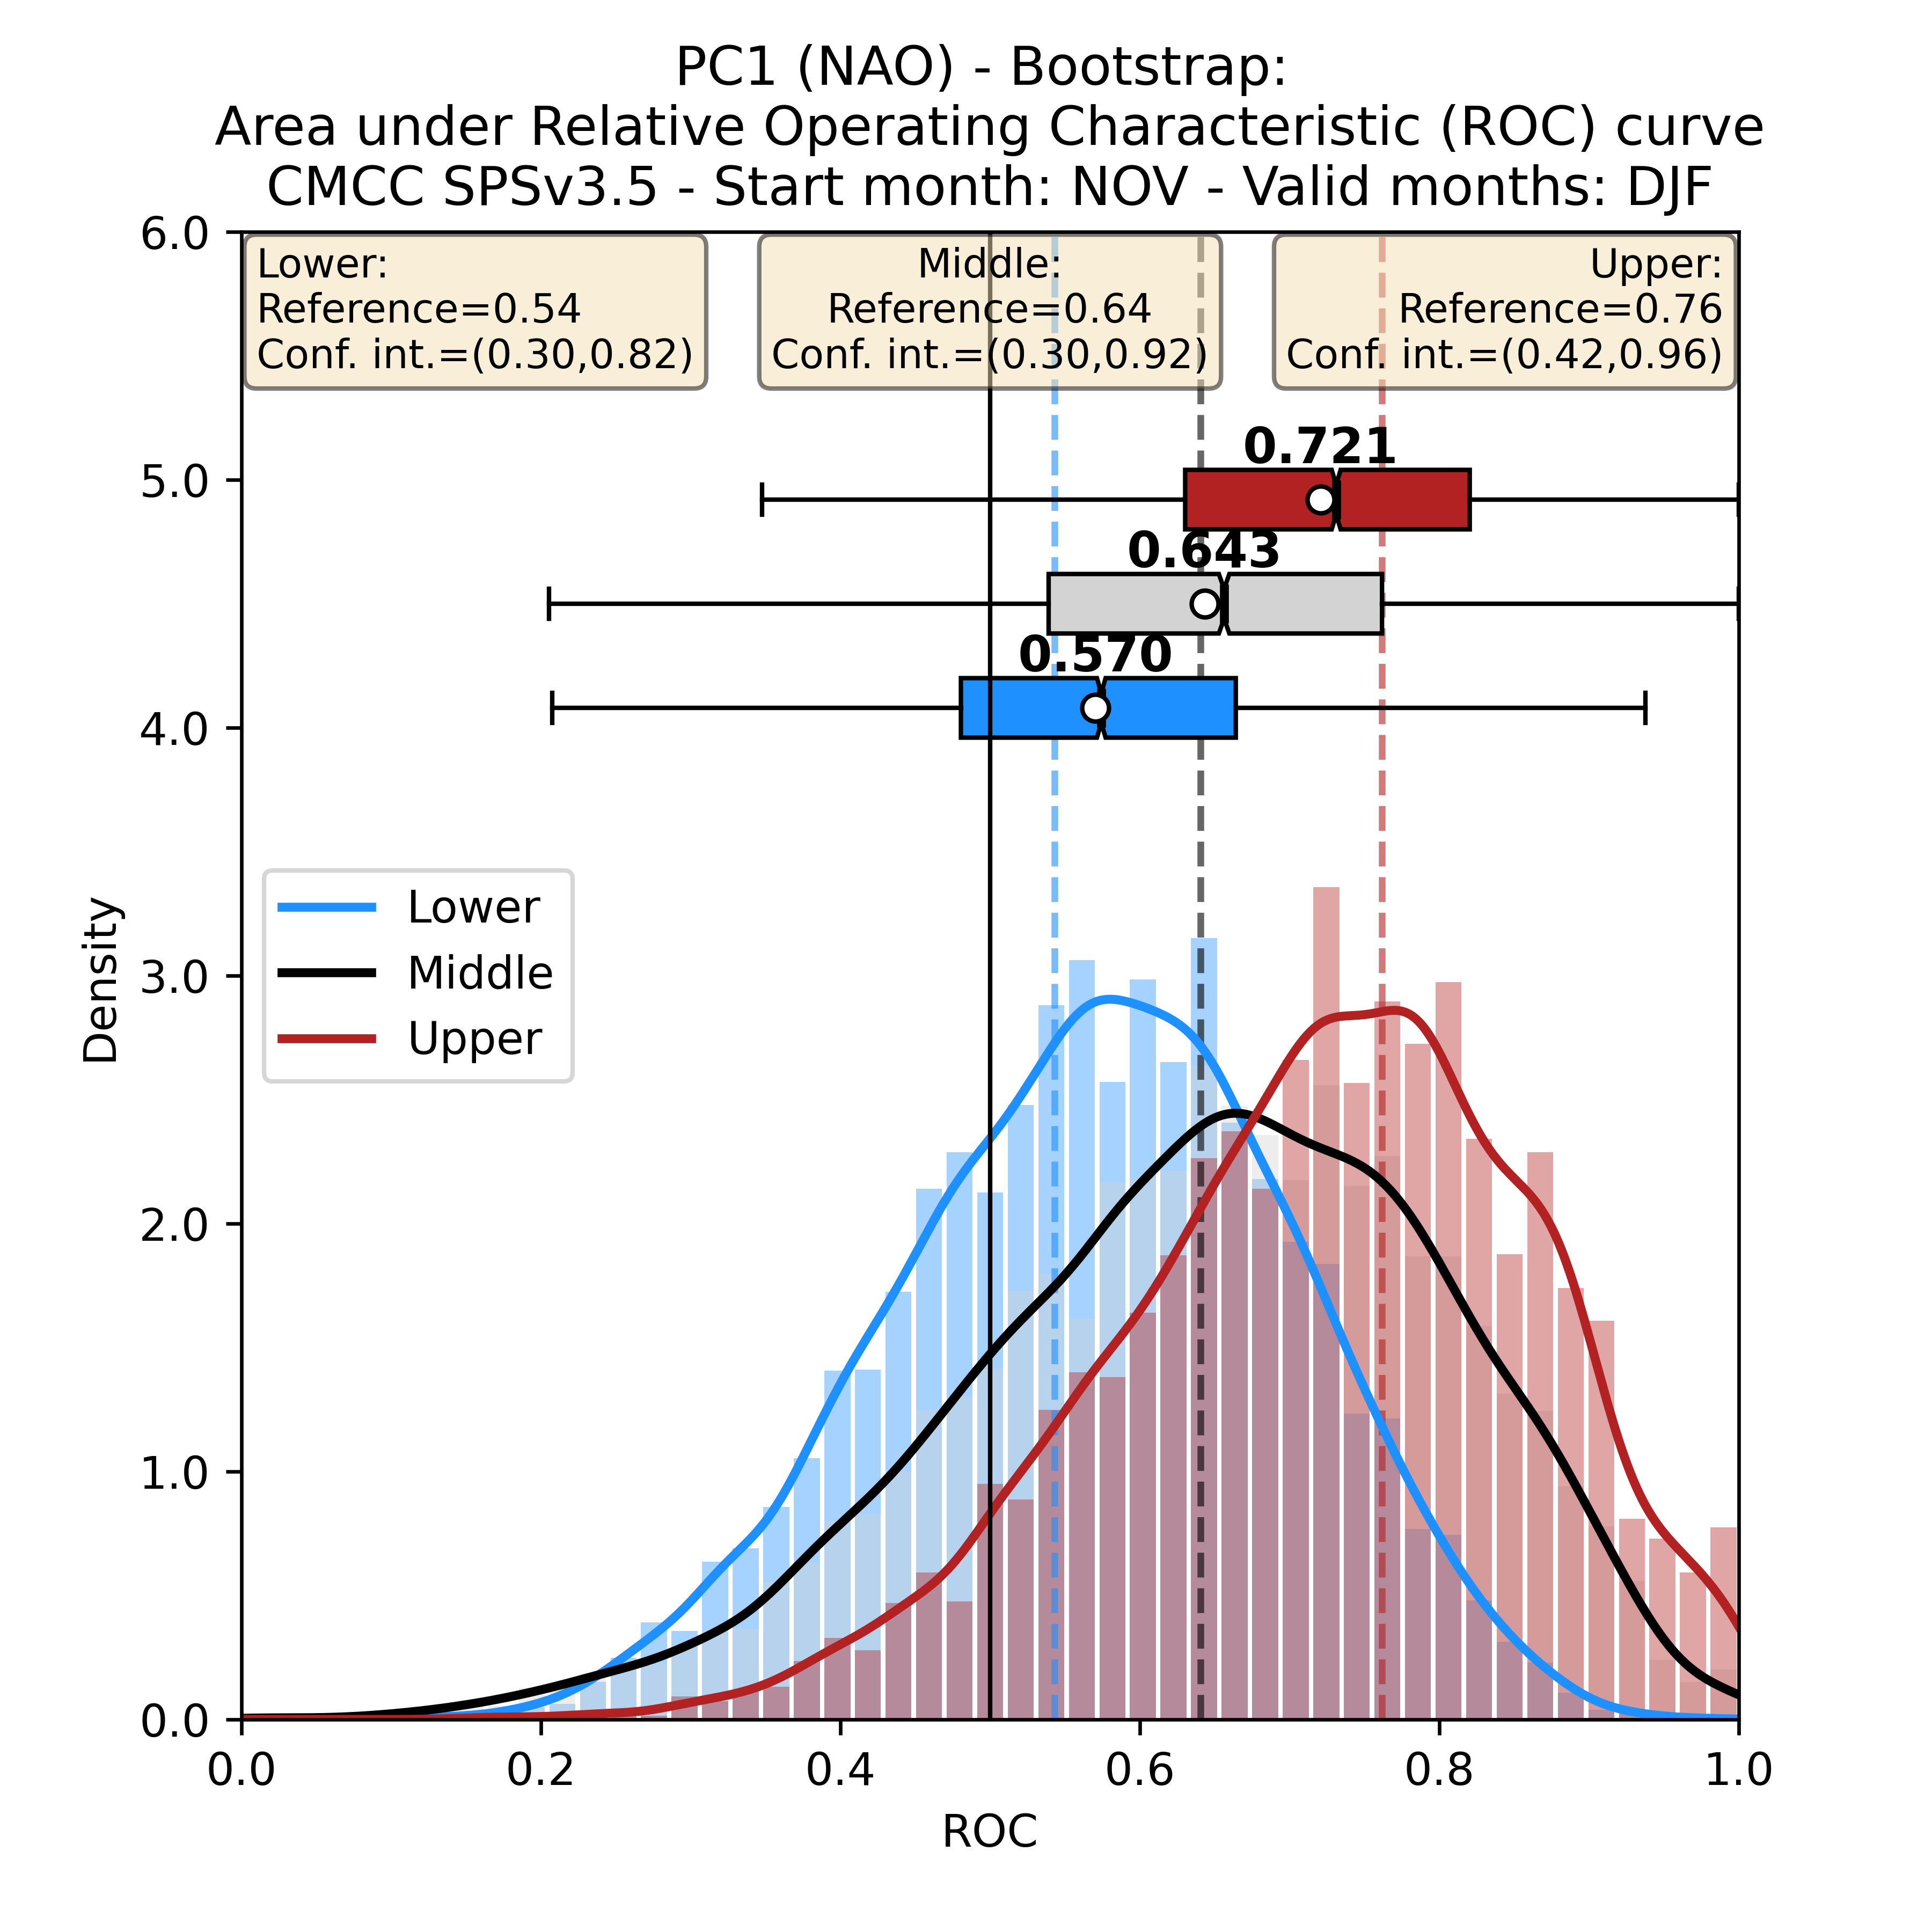 PC1 (NAO) - Bootstrap:
Area under Relative Operating Characteristic (ROC) curve
CMCC SPSv3.5 - Start month: NOV - Valid months: DJF
Lower:
Reference=0.54
Conf. int.=(0.30,0.82)
Middle:
Reference=0.64
Conf. int.=(0.30,0.92)
Upper:
Reference=0.76
Conf. int.=(0.42,0.96)
0.721
0.643
0.570
Lower
Middle
Upper
Density
6.0
5.0
4.0
3.0
2.0
1.0
0.0
0.0
0.2
0.4
0.6
0.8
1.0
ROC